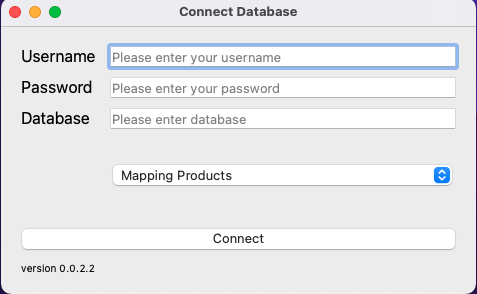 Connect Database
Username Please enter your username
Password Please enter your password
Database Please enter database
Mapping Products
Connect
version 0.0.2.2